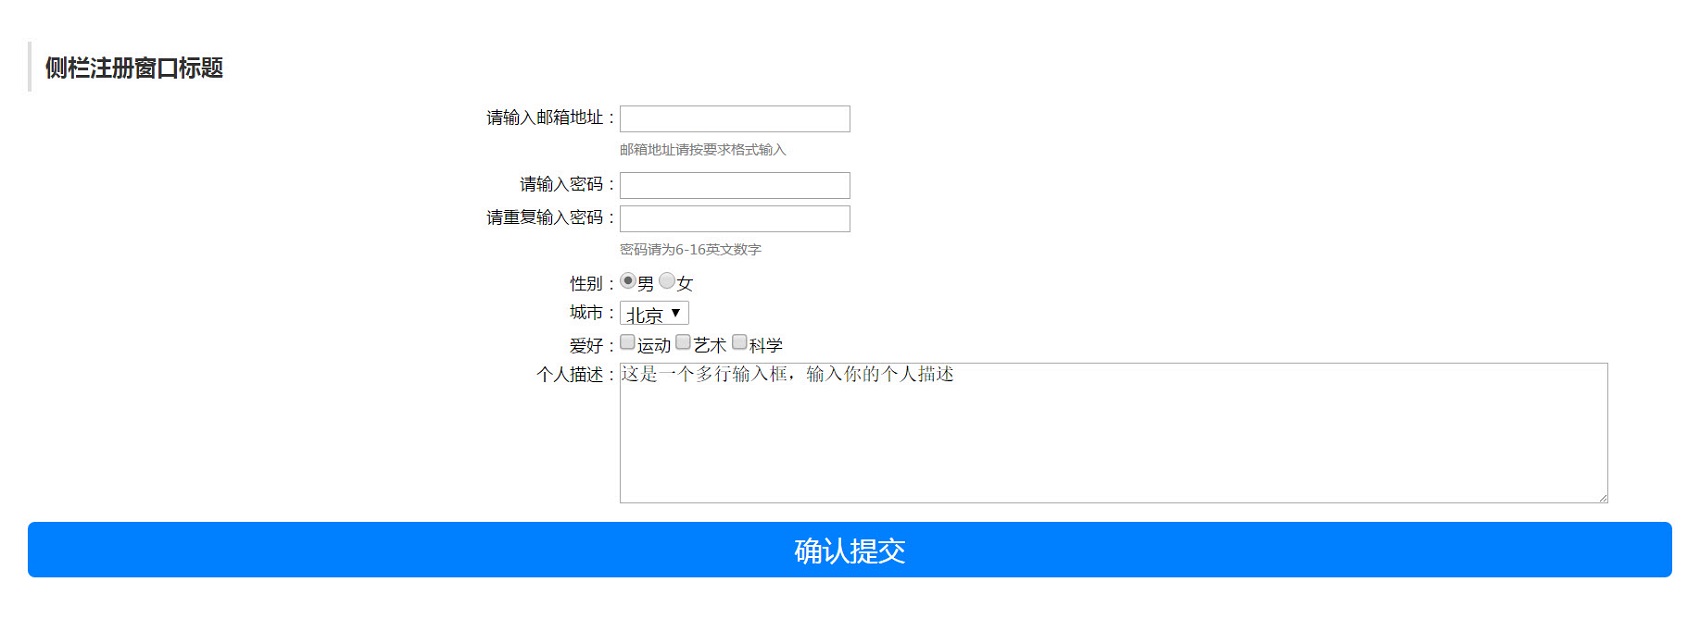 侧栏注册窗口标题
请输入邮箱地址：
邮箱地址请按要求格式输入
请输入密码：
请重复输入密码：
密码请为6-16英文数字
性别：男 女
城市：北京
爱好：运动 艺术 科学
个人描述：这是一个多行输入框，输入你的个人描述
确认提交